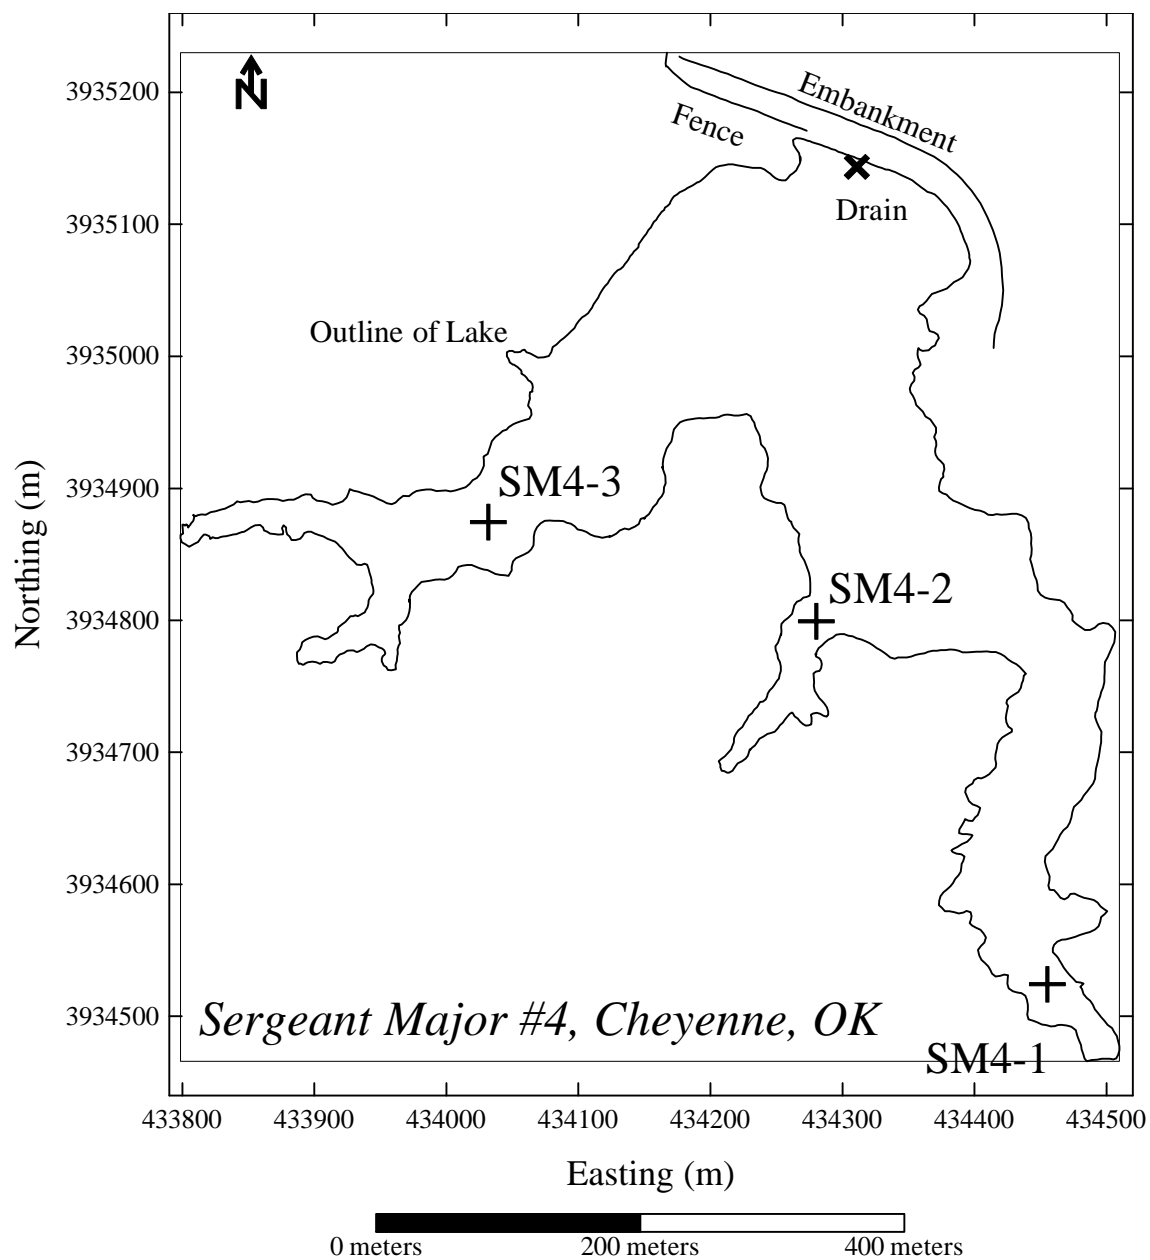 N
3935200
3935100
3935000
3934900
3934800
3934700
3934600
3934500
Northing (m)
Embankment
Fence
Drain
Outline of Lake
SM4-3
SM4-2
SM4-1
Sergeant Major #4, Cheyenne, OK
433800 433900 434000 434100 434200 434300 434400 434500
Easting (m)
0 meters 200 meters 400 meters